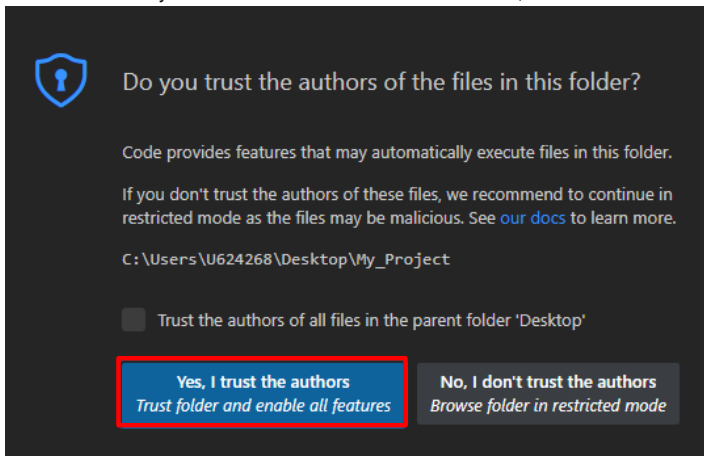 Do you trust the authors of the files in this folder?
Code provides features that may automatically execute files in this folder.
If you don't trust the authors of these files, we recommend to continue in
restricted mode as the files may be malicious. See our docs to learn more.
C:\Users\U624268\Desktop\My_Project
Trust the authors of all files in the parent folder 'Desktop'
Yes, I trust the authors
Trust folder and enable all features
No, I don't trust the authors
Browse folder in restricted mode